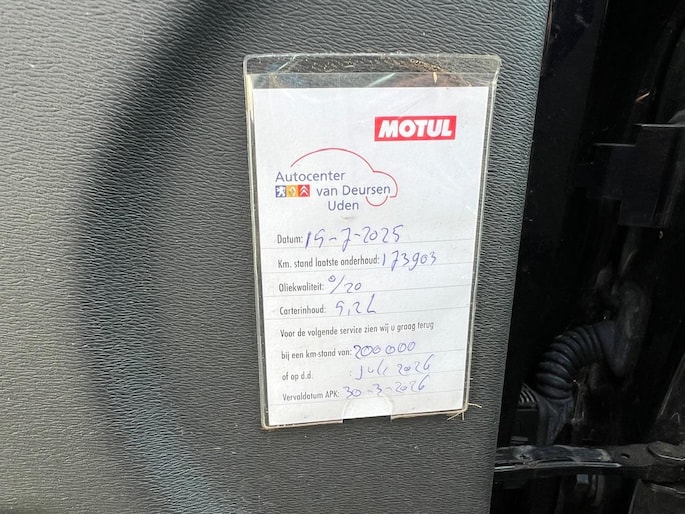 MOTUL
Autocenter
van Deursen
Uden
Datum: 15-7-2025
Km. stand laatste onderhoud: 173903
Oliekwaliteit: 0/20
Carterinhoud: 5,2L
Voor de volgende service zien wij u graag terug
bij een km-stand van: 200000
of op d.d. : Juli 2026
Vervaldatum APK: 30-3-2026